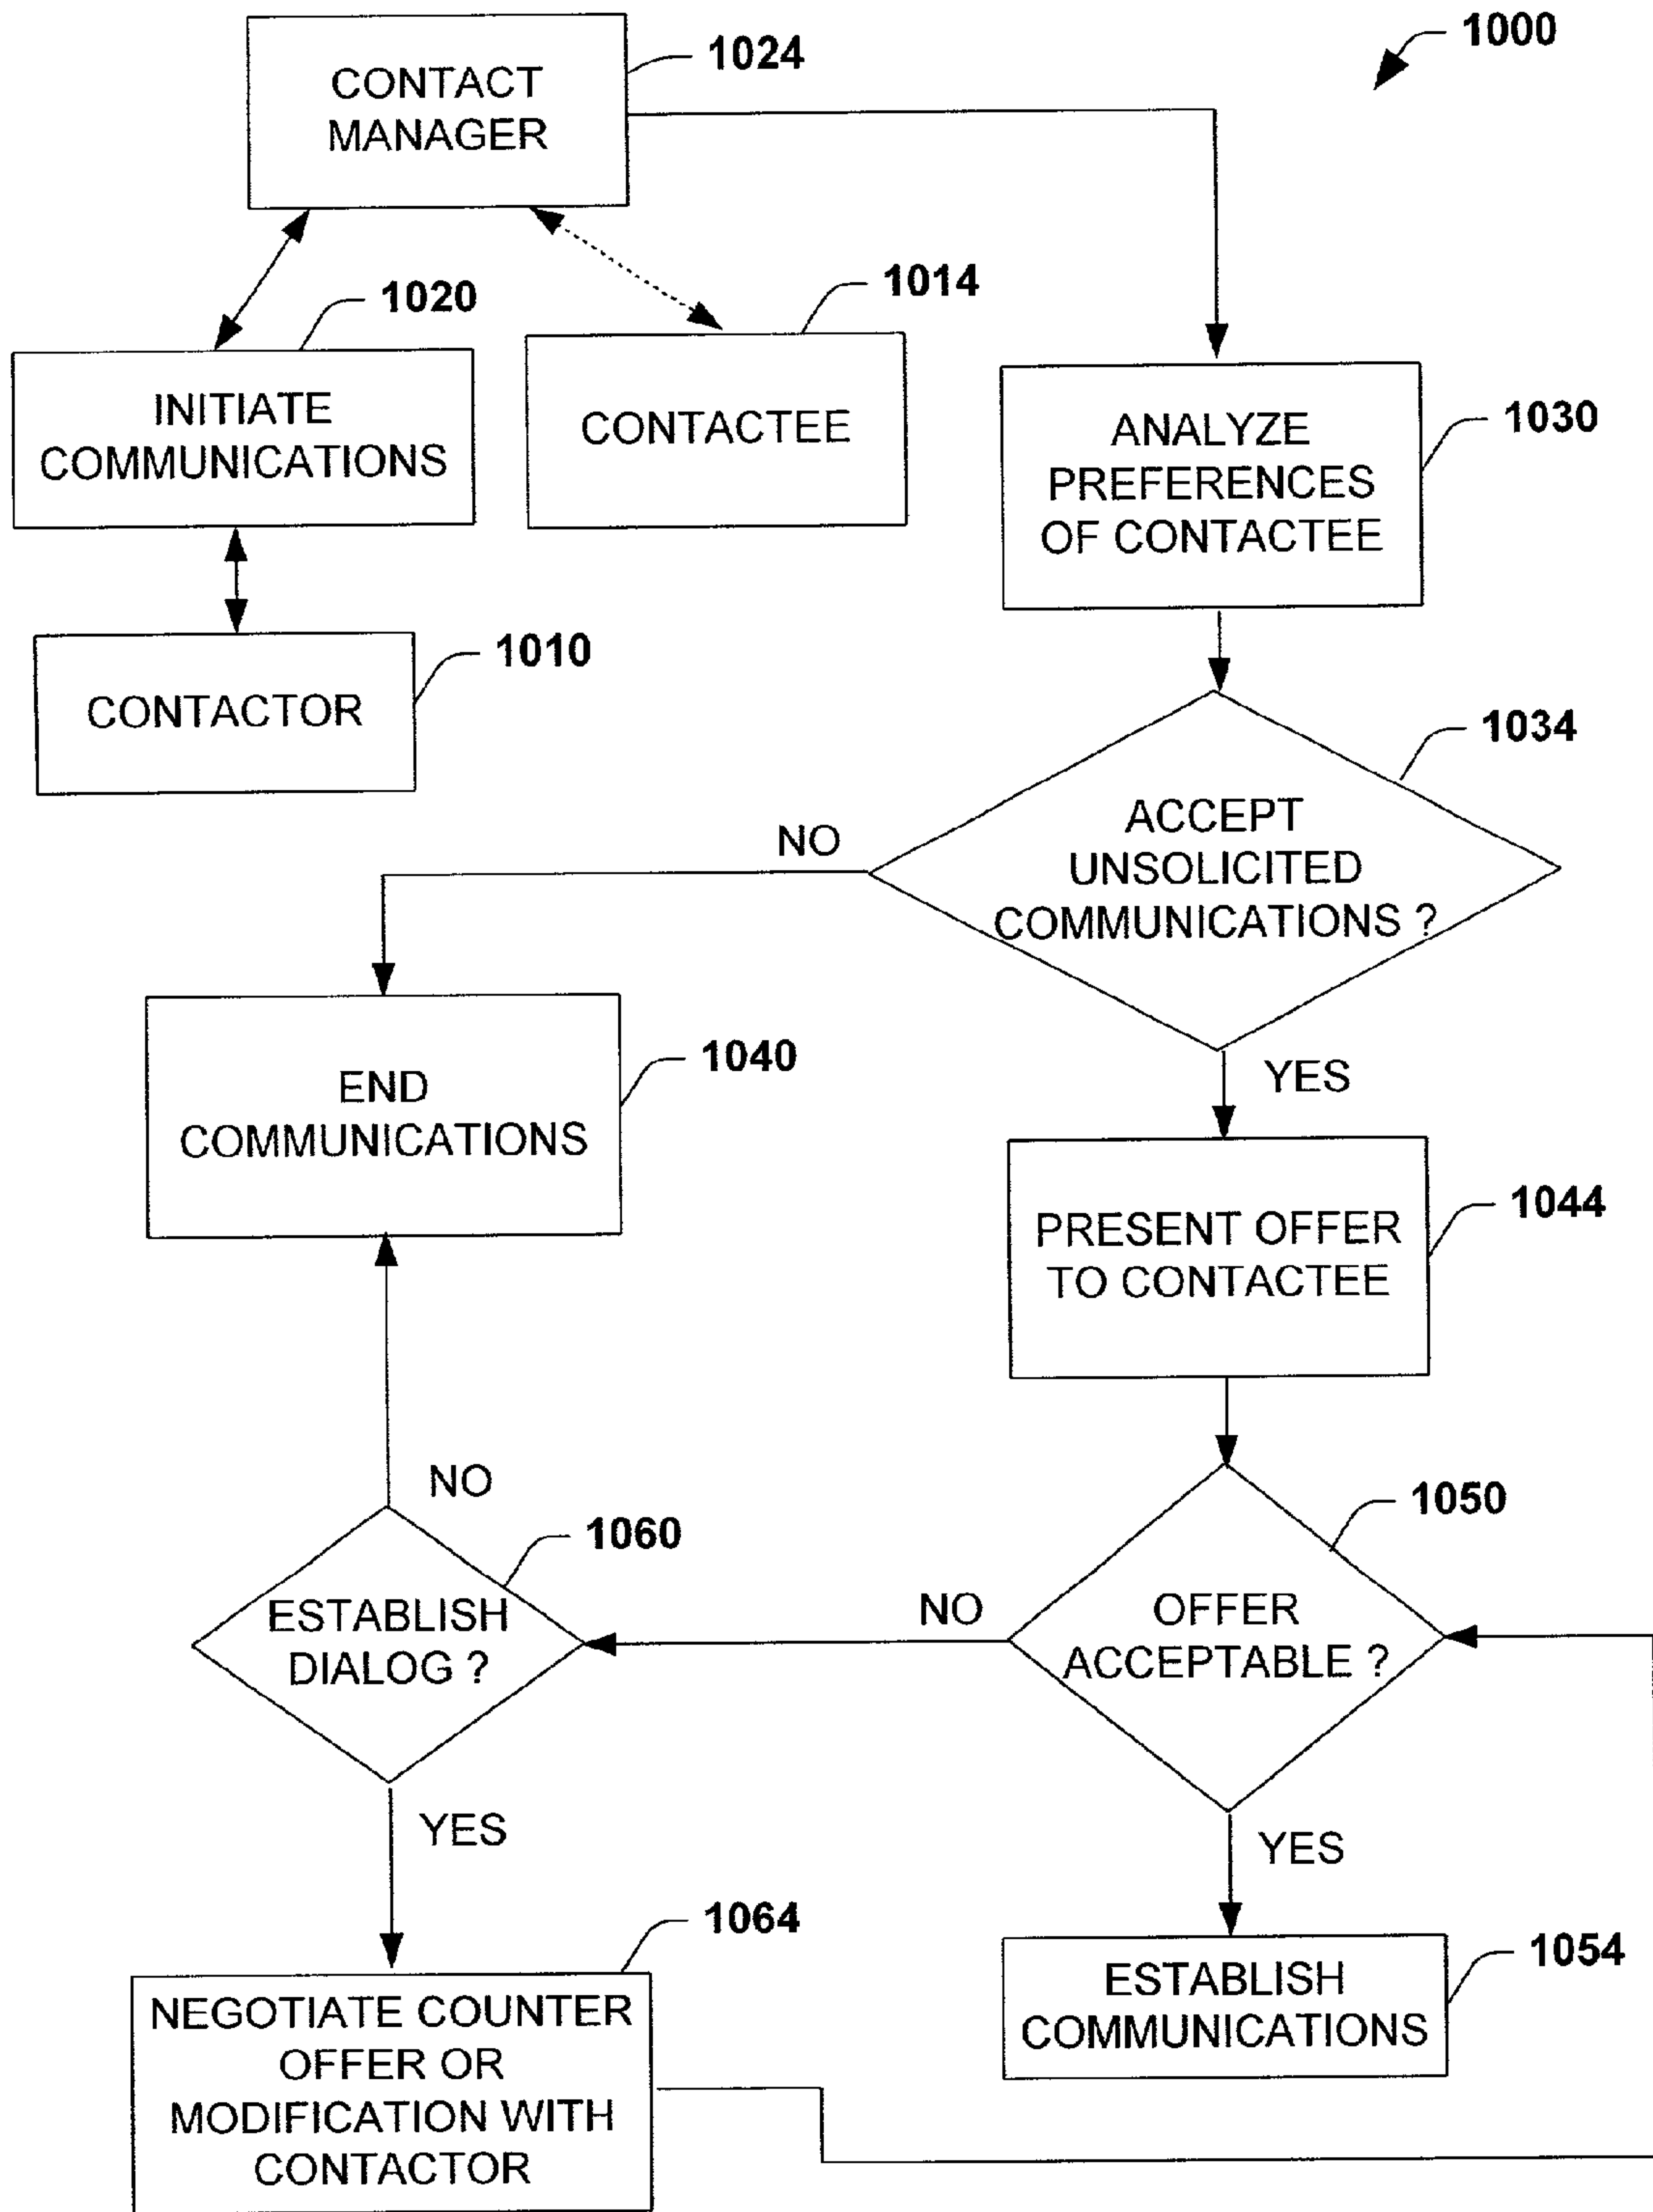 1000
1024
CONTACT
MANAGER
1020
INITIATE
COMMUNICATIONS
1014
CONTACTEE
1010
CONTACTOR
1030
ANALYZE
PREFERENCES
OF CONTACTEE
1034
ACCEPT
UNSOLICITED
COMMUNICATIONS ?
NO
YES
1040
END
COMMUNICATIONS
1044
PRESENT OFFER
TO CONTACTEE
1050
OFFER
ACCEPTABLE ?
NO
YES
1060
ESTABLISH
DIALOG ?
NO
YES
1054
ESTABLISH
COMMUNICATIONS
1064
NEGOTIATE COUNTER
OFFER OR
MODIFICATION WITH
CONTACTOR